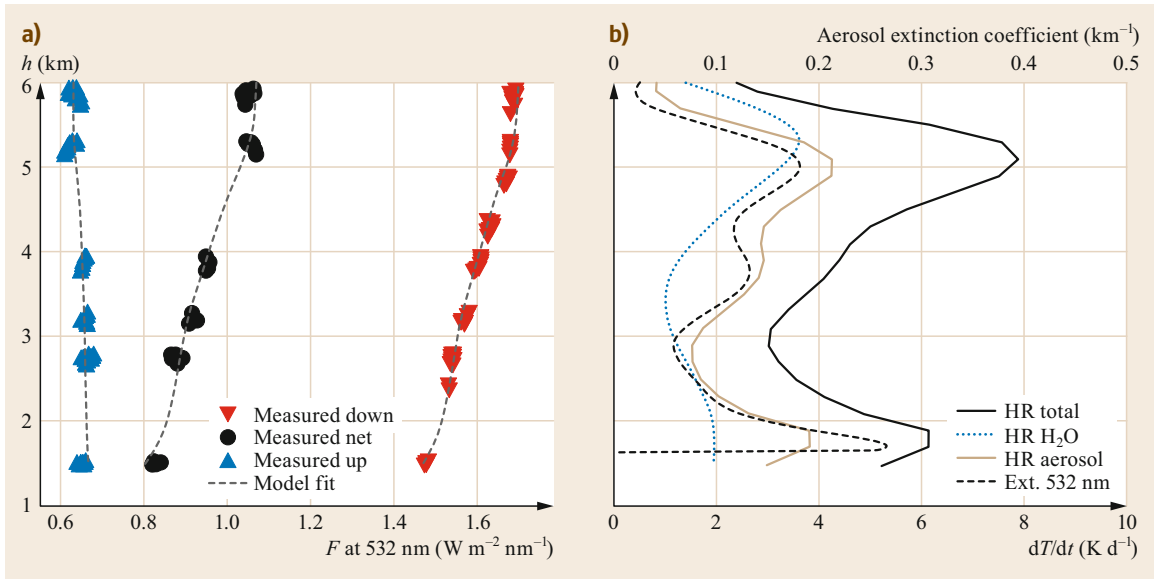 a)
h (km)
6
5
4
3
2
1
0.6 0.8 1.0 1.2 1.4 1.6
F at 532 nm (W m⁻² nm⁻¹)
Measured down
Measured net
Measured up
Model fit
b)
Aerosol extinction coefficient (km⁻¹)
0 0.1 0.2 0.3 0.4 0.5
HR total
HR H₂O
HR aerosol
Ext. 532 nm
0 2 4 6 8 10
dT/dt (K d⁻¹)